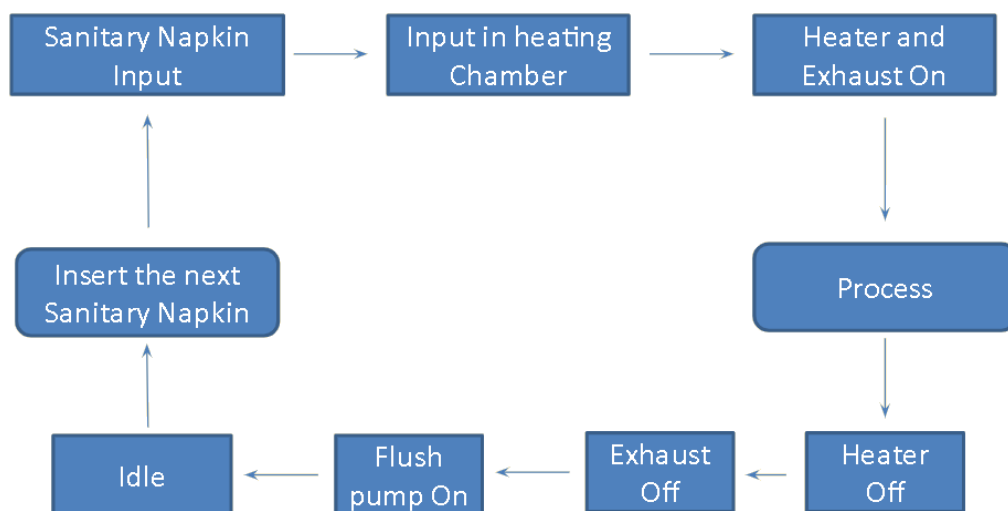 Sanitary Napkin
Input
Input in heating
Chamber
Heater and
Exhaust On
Insert the next
Sanitary Napkin
Process
Idle
Flush
pump On
Exhaust
Off
Heater
Off